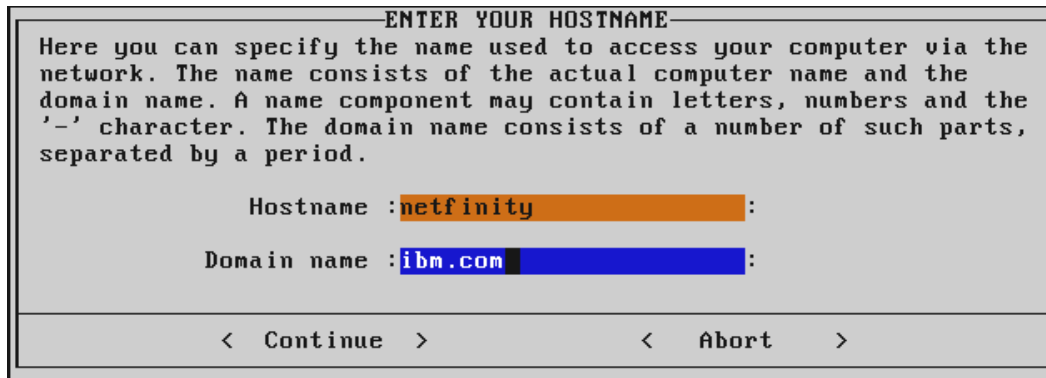 ENTER YOUR HOSTNAME
Here you can specify the name used to access your computer via the
network. The name consists of the actual computer name and the
domain name. A name component may contain letters, numbers and the
'-' character. The domain name consists of a number of such parts,
separated by a period.
Hostname :netfinity :
Domain name :ibm.com :
< Continue > < Abort >